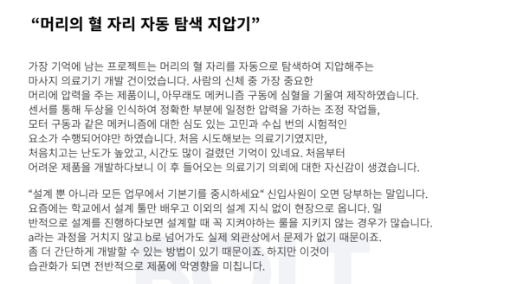 “머리의 혈 자리 자동 탐색 지압기”
가장 기억에 남는 프로젝트는 머리의 혈 자리를 자동으로 탐색하여 지압해주는
마사지 의료기기 개발 건이었습니다. 사람의 신체 중 가장 중요한
머리에 압력을 주는 제품이니, 아무래도 메커니즘 구동에 심혈을 기울여 제작하였습니다.
센서를 통해 두상을 인식하여 정확한 부분에 일정한 압력을 가하는 조정 작업들,
모터 구동과 같은 메커니즘에 대한 심도 있는 고민과 수십 번의 시험적인
요소가 수행되어야만 하였습니다. 처음 시도해보는 의료기기였지만,
처음치고는 난도가 높았고, 시간도 많이 걸렸던 기억이 있네요. 처음부터
어려운 제품을 개발하다보니 이 후 들어오는 의료기기 의뢰에 대한 자신감이 생겼습니다.
“설계 뿐 아니라 모든 업무에서 기본기를 중시하세요“ 신입사원이 오면 당부하는 말입니다.
요즘에는 학교에서 설계 툴만 배우고 이외의 설계 지식 없이 현장으로 옵니다. 일
반적으로 설계를 진행하다보면 설계할 때 꼭 지켜야하는 룰을 지키지 않는 경우가 많습니다.
a라는 과정을 거치지 않고 b로 넘어가도 실제 외관상에서 문제가 없기 때문이죠.
좀 더 간단하게 개발할 수 있는 방법이 있기 때문이죠. 하지만 이것이
습관화가 되면 전반적으로 제품에 악영향을 미칩니다.